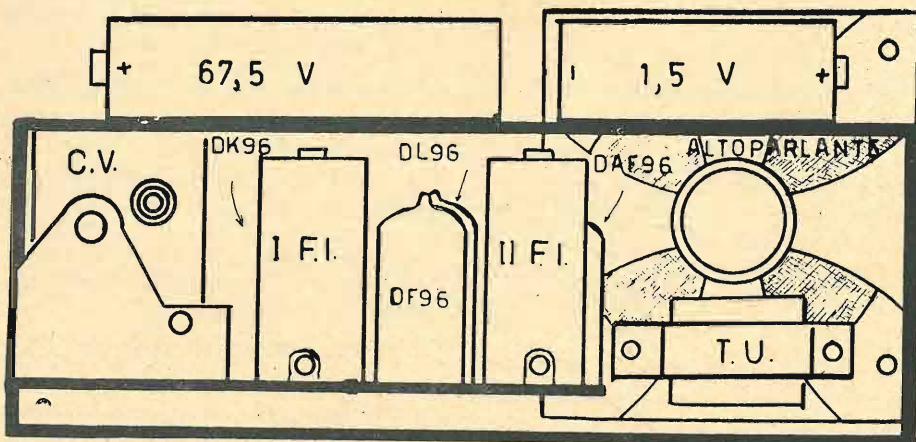 + 67,5 V
- 1,5 V +
C.V.
DK96
DL96
DAF96
ALTOPARLANTE
I F.I.
DF96
II F.I.
T.U.